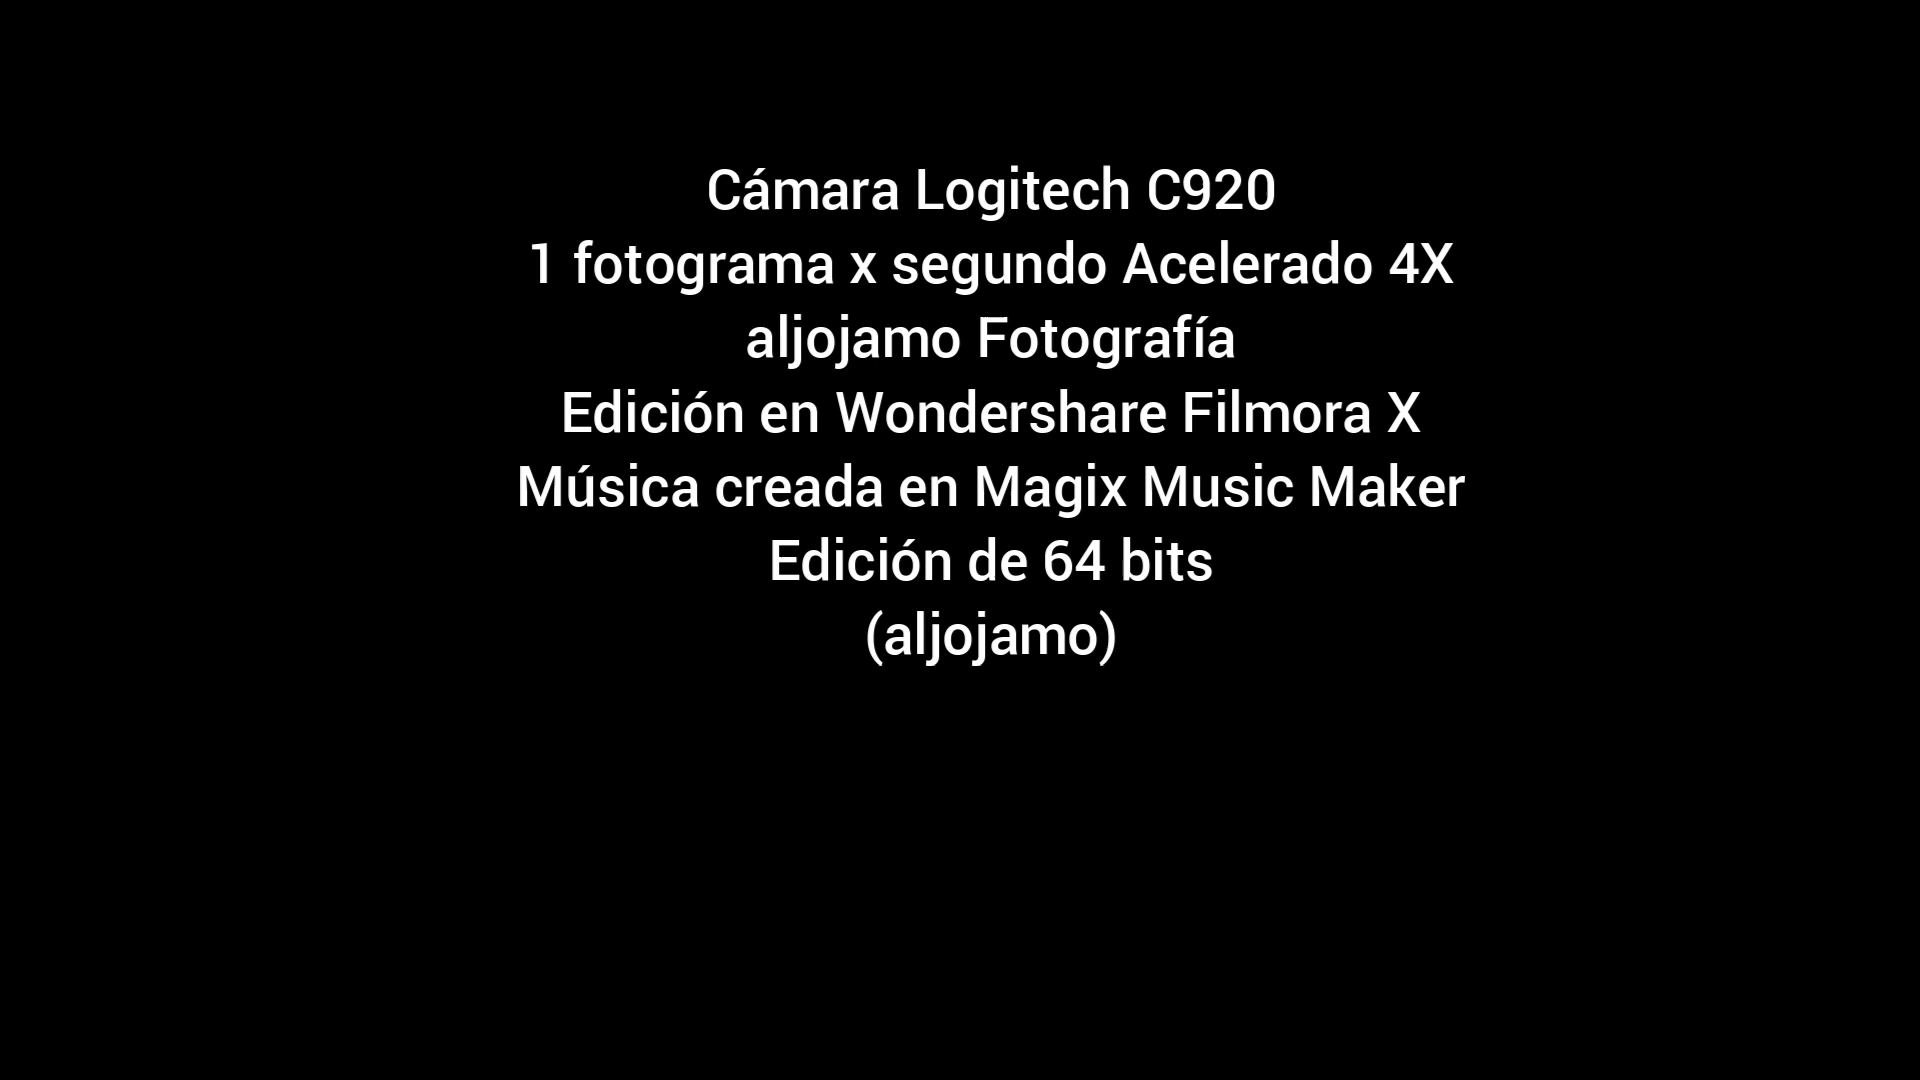 Cámara Logitech C920
1 fotograma x segundo Acelerado 4X
aljojamo Fotografía
Edición en Wondershare Filmora X
Música creada en Magix Music Maker
Edición de 64 bits
(aljojamo)